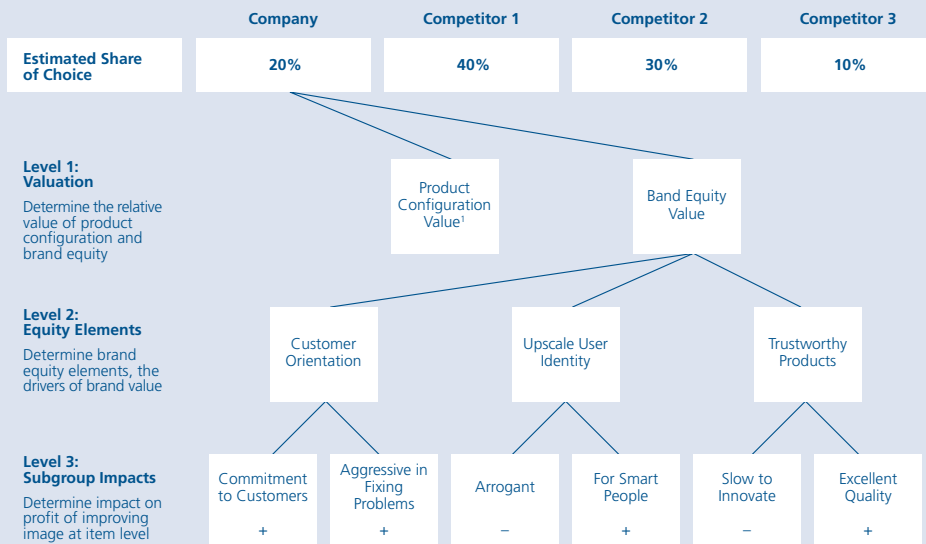 Company
Competitor 1
Competitor 2
Competitor 3
Estimated Share
of Choice
20%
40%
30%
10%
Level 1:
Valuation
Determine the relative
value of product
configuration and
brand equity
Product
Configuration
Value1
Band Equity
Value
Level 2:
Equity Elements
Determine brand
equity elements, the
drivers of brand value
Customer
Orientation
Upscale User
Identity
Trustworthy
Products
Level 3:
Subgroup Impacts
Determine impact on
profit of improving
image at item level
Commitment
to Customers
+
Aggressive in
Fixing
Problems
+
Arrogant
–
For Smart
People
+
Slow to
Innovate
–
Excellent
Quality
+